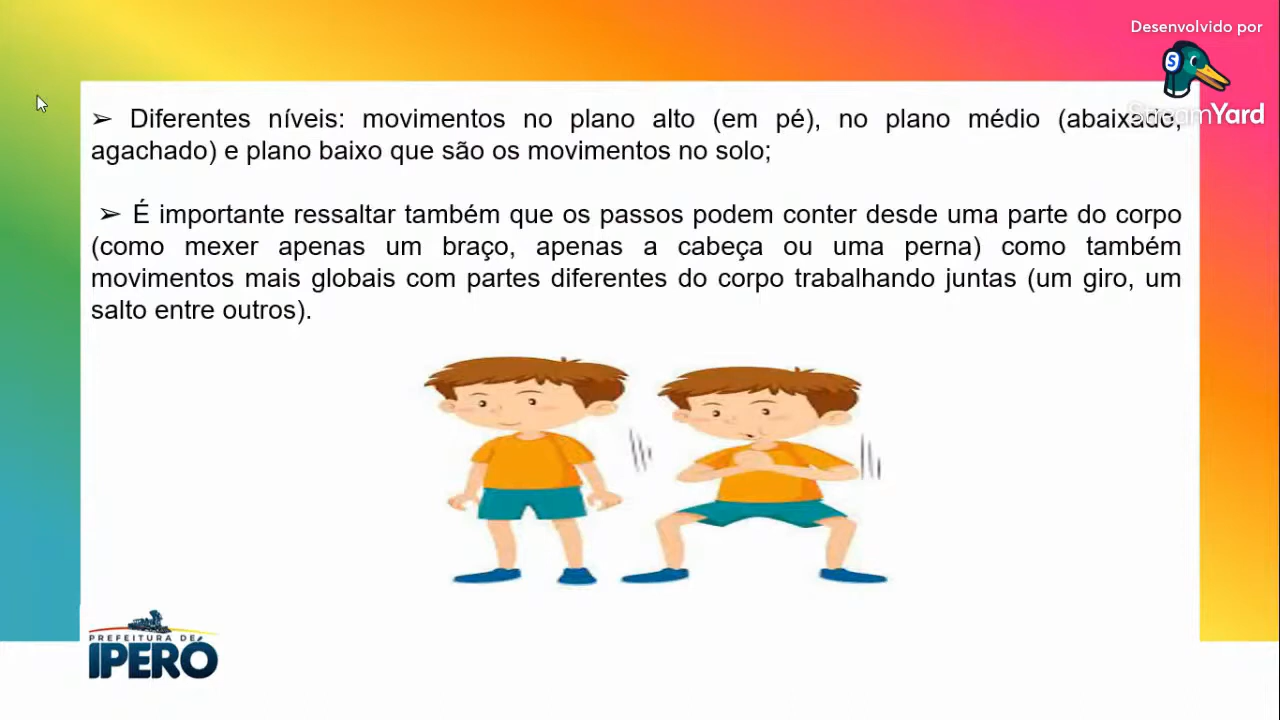 Desenvolvido por
StreamYard
➢ Diferentes níveis: movimentos no plano alto (em pé), no plano médio (abaixado,
agachado) e plano baixo que são os movimentos no solo;
➢ É importante ressaltar também que os passos podem conter desde uma parte do corpo
(como mexer apenas um braço, apenas a cabeça ou uma perna) como também
movimentos mais globais com partes diferentes do corpo trabalhando juntas (um giro, um
salto entre outros).
PREFEITURA DE
IPERÓ